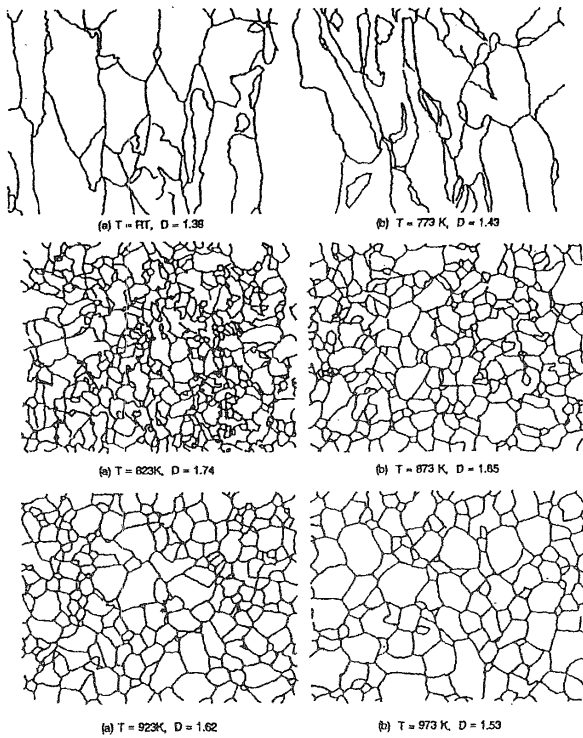 (a) T = RT, D = 1.38
(b) T = 773 K, D = 1.43
(a) T = 823K, D = 1.74
(b) T = 873 K, D = 1.65
(a) T = 923K, D = 1.62
(b) T = 973 K, D = 1.53